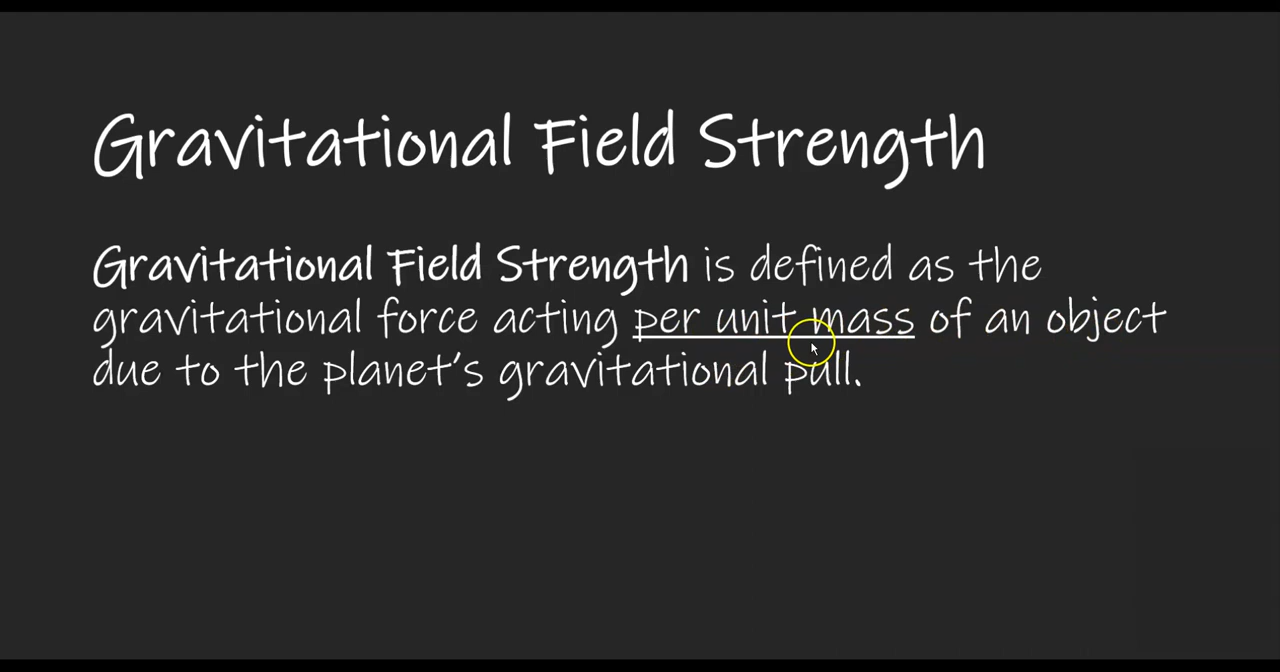 Gravitational Field Strength
Gravitational Field Strength is defined as the
gravitational force acting per unit mass of an object
due to the planet's gravitational pull.